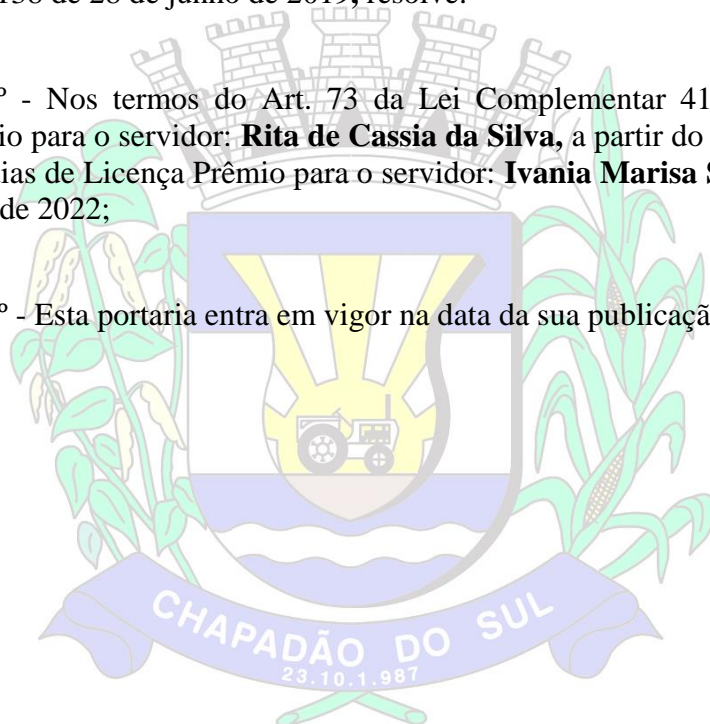 de 28 de junho de 2019, resolve:
º - Nos termos do Art. 73 da Lei Complementar 41
io para o servidor: Rita de Cassia da Silva, a partir do
ias de Licença Prêmio para o servidor: Ivania Marisa S
de 2022;
º - Esta portaria entra em vigor na data da sua publicaçã
CHAPADÃO DO SUL
23.10.1.987